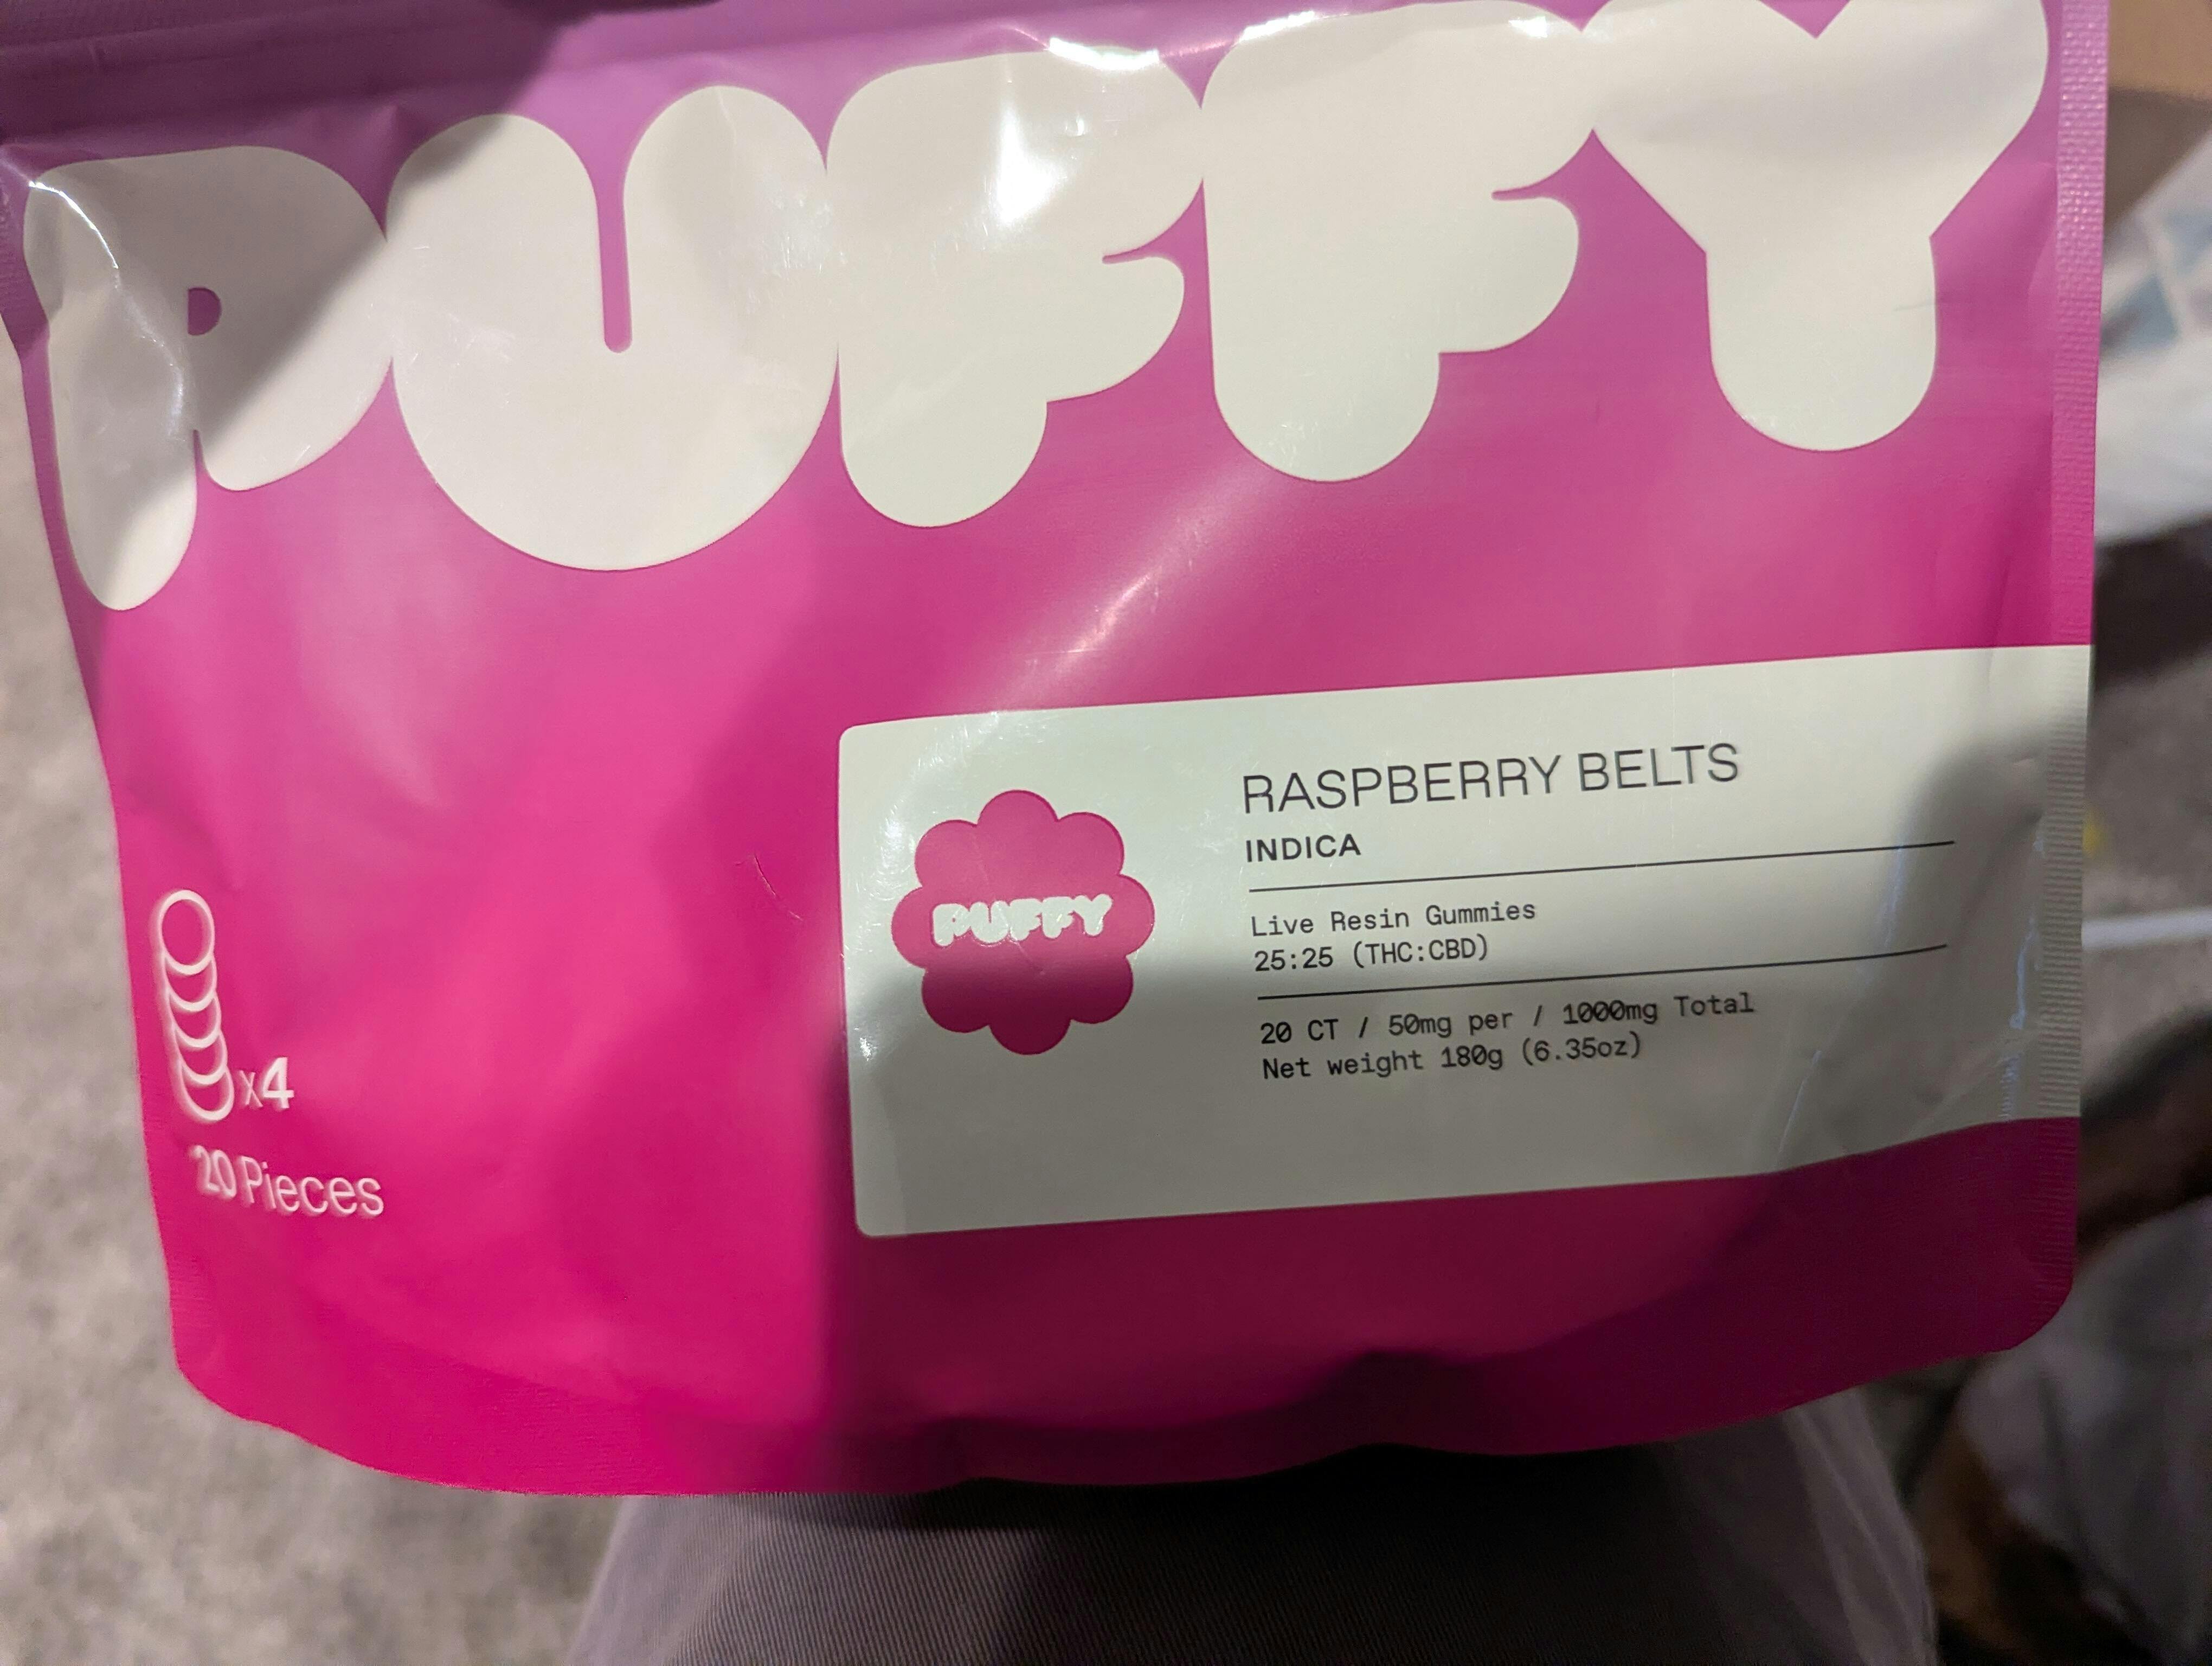 PUFFY
RASPBERRY BELTS
INDICA
PUFFY
Live Resin Gummies
25:25 (THC:CBD)
20 CT / 50mg per / 1000mg Total
Net weight 180g (6.35oz)
x4
20 Pieces